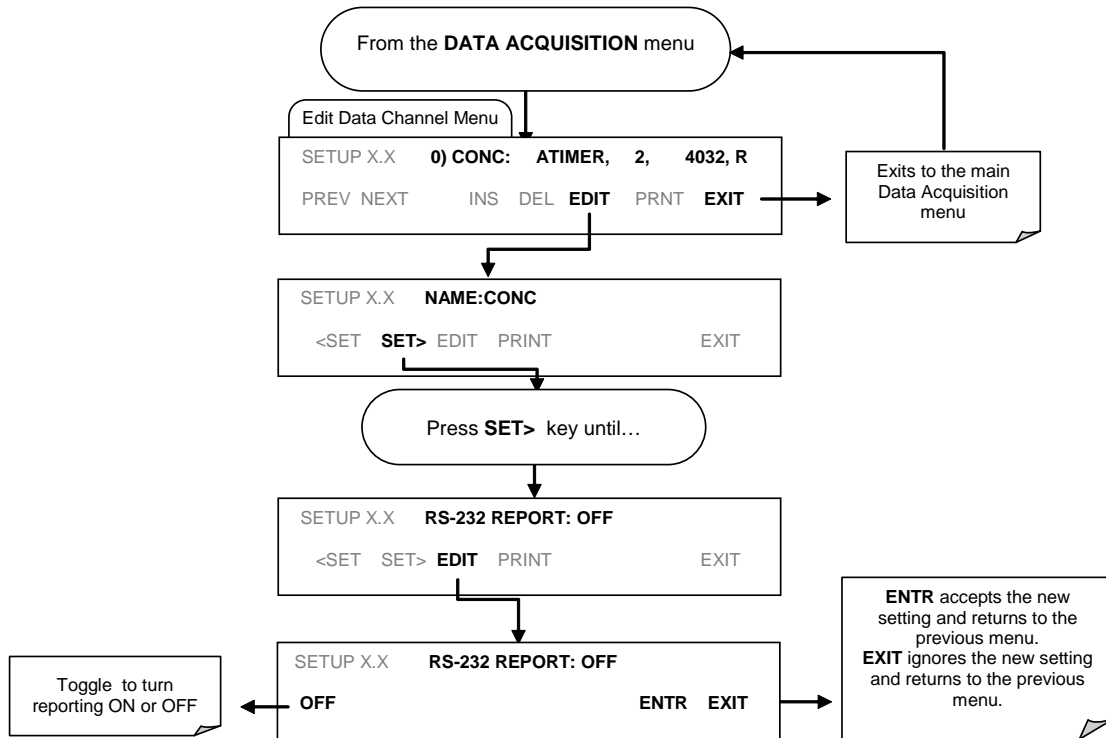 From the DATA ACQUISITION menu
Edit Data Channel Menu
SETUP X.X 0) CONC: ATIMER, 2, 4032, R
PREV NEXT INS DEL EDIT PRNT EXIT
Exits to the main
Data Acquisition
menu
SETUP X.X NAME:CONC
<SET SET> EDIT PRINT EXIT
Press SET> key until…
SETUP X.X RS-232 REPORT: OFF
<SET SET> EDIT PRINT EXIT
SETUP X.X RS-232 REPORT: OFF
OFF ENTR EXIT
Toggle to turn
reporting ON or OFF
ENTR accepts the new
setting and returns to the
previous menu.
EXIT ignores the new setting
and returns to the previous
menu.